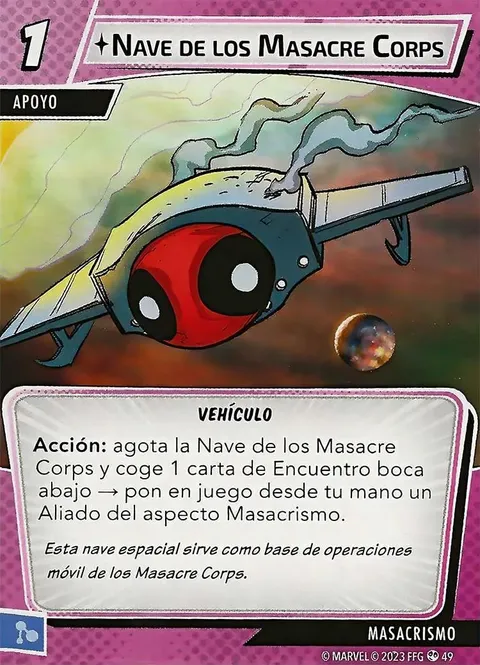 1
NAVE DE LOS MASACRE CORPS
APOYO
VEHÍCULO
Acción: agota la Nave de los Masacre
Corps y coge 1 carta de Encuentro boca
abajo → pon en juego desde tu mano un
Aliado del aspecto Masacrismo.
Esta nave espacial sirve como base de operaciones
móvil de los Masacre Corps.
MASACRISMO
© MARVEL © 2023 FFG 49